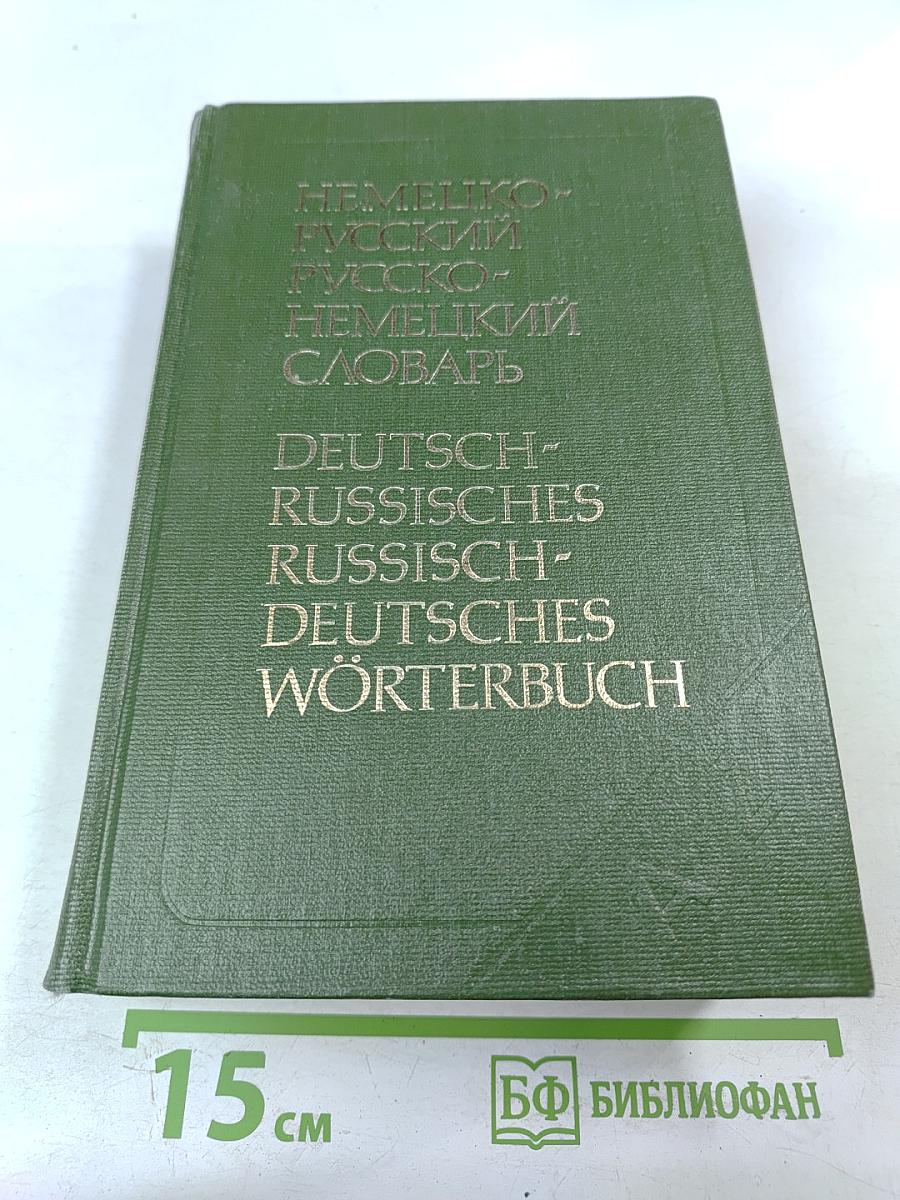 НЕМЕЦКО-
РУССКИЙ
РУССКО-
НЕМЕЦКИЙ
СЛОВАРЬ
DEUTSCH-
RUSSISCHES
RUSSISCH-
DEUTSCHES
WÖRTERBUCH
15 см
БФ БИБЛИОФАН